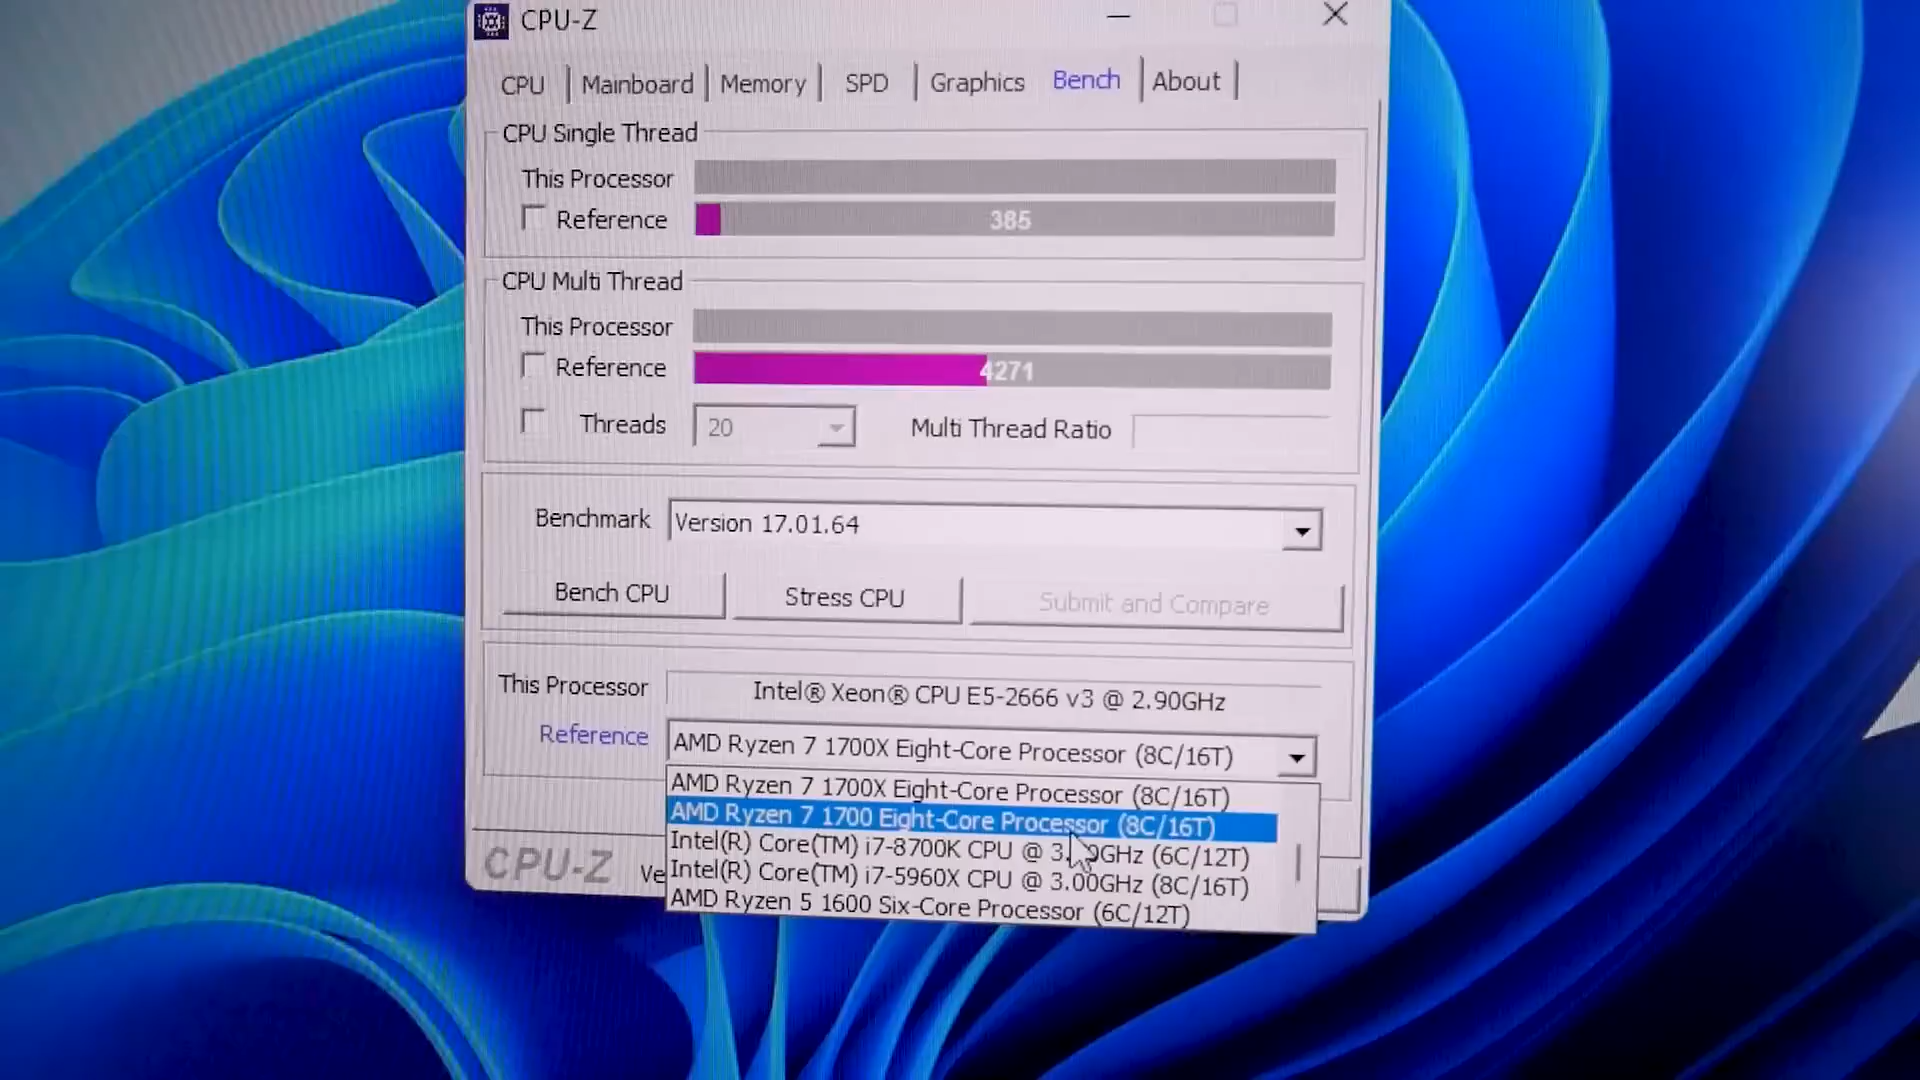 CPU-Z
CPU Mainboard Memory SPD Graphics Bench About
CPU Single Thread
This Processor
Reference 385
CPU Multi Thread
This Processor
Reference 4271
Threads 20 Multi Thread Ratio
Benchmark Version 17.01.64
Bench CPU Stress CPU Submit and Compare
This Processor Intel® Xeon® CPU E5-2666 v3 @ 2.90GHz
Reference AMD Ryzen 7 1700X Eight-Core Processor (8C/16T)
AMD Ryzen 7 1700X Eight-Core Processor (8C/16T)
AMD Ryzen 7 1700 Eight-Core Processor (8C/16T)
Intel(R) Core(TM) i7-8700K CPU @ (6C/12T)
CPU-Z Ve Intel(R) Core(TM) i7-5960X CPU @ 3.00GHz (8C/16T)
AMD Ryzen 5 1600 Six-Core Processor (6C/12T)